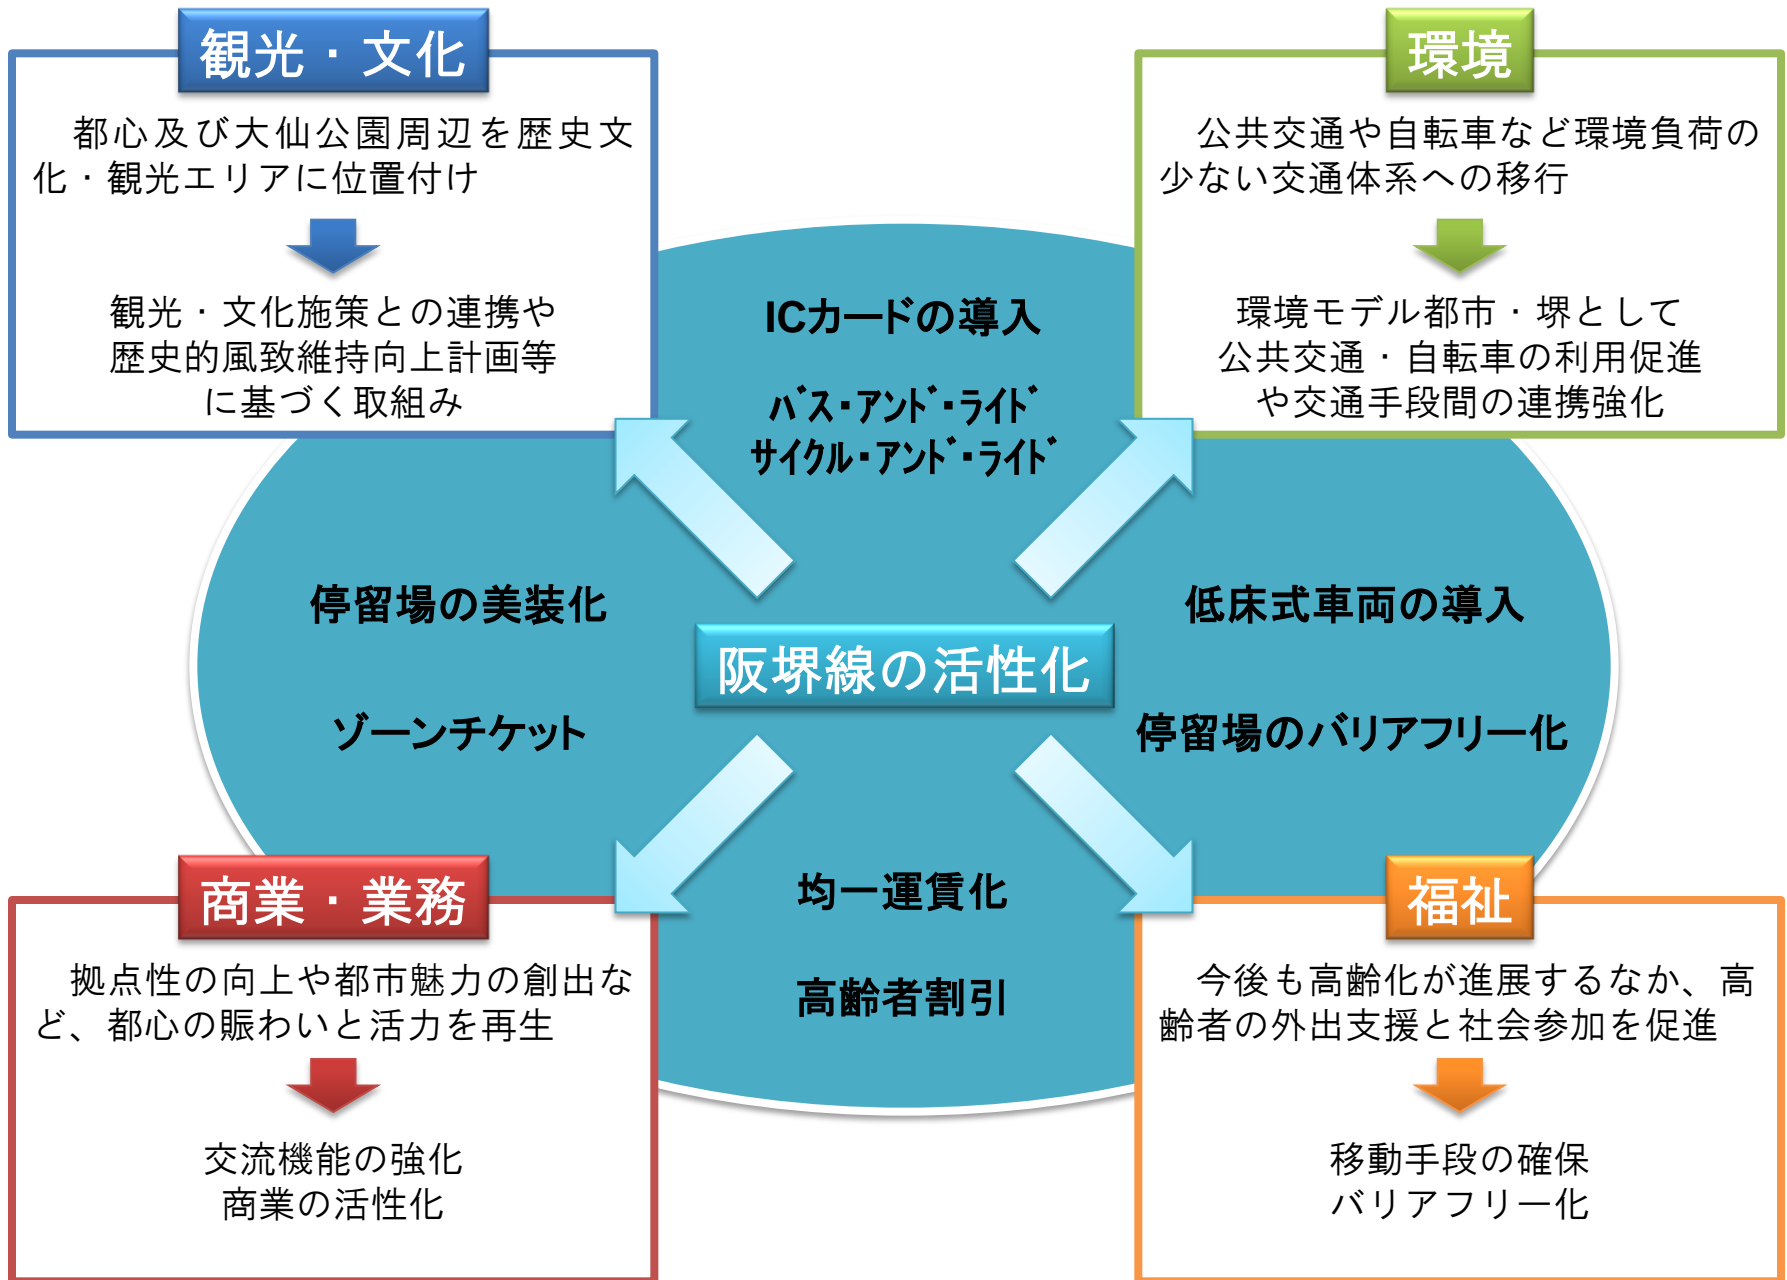 観光・文化
都心及び大仙公園周辺を歴史文
化・観光エリアに位置付け
観光・文化施策との連携や
歴史的風致維持向上計画等
に基づく取組み
環境
公共交通や自転車など環境負荷の
少ない交通体系への移行
環境モデル都市・堺として
公共交通・自転車の利用促進
や交通手段間の連携強化
ICカードの導入
ﾊﾞｽ・ｱﾝﾄﾞ・ﾗｲﾄﾞ
ｻｲｸﾙ・ｱﾝﾄﾞ・ﾗｲﾄﾞ
停留場の美装化
ゾーンチケット
阪堺線の活性化
低床式車両の導入
停留場のバリアフリー化
均一運賃化
高齢者割引
商業・業務
拠点性の向上や都市魅力の創出な
ど、都心の賑わいと活力を再生
交流機能の強化
商業の活性化
福祉
今後も高齢化が進展するなか、高
齢者の外出支援と社会参加を促進
移動手段の確保
バリアフリー化